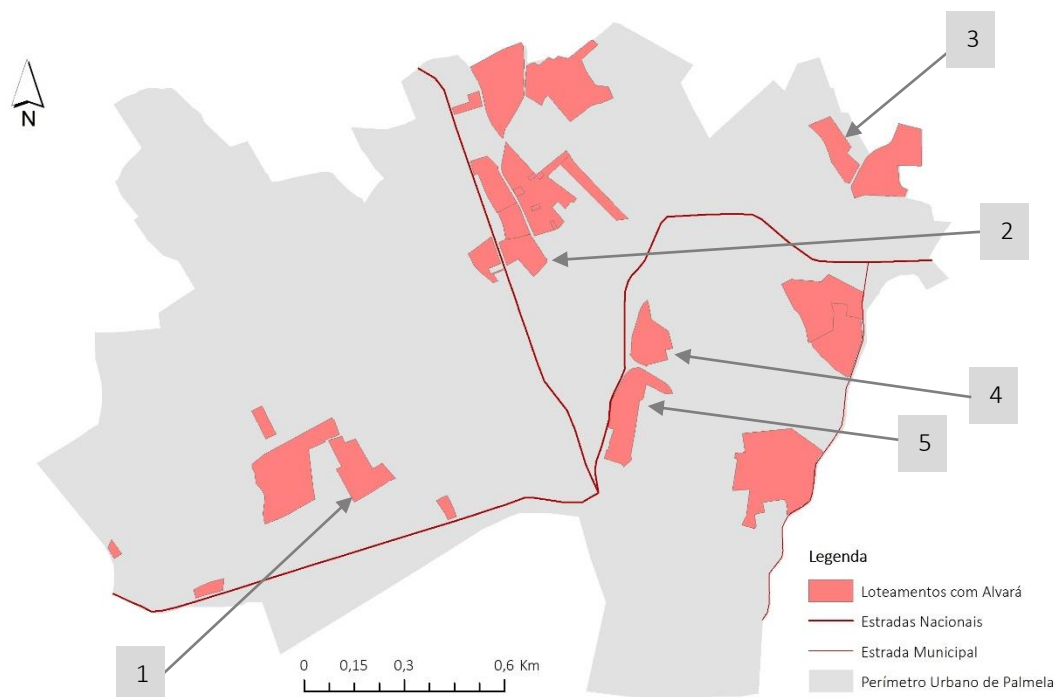 3
N
2
4
5
1
Legenda
Loteamentos com Alvará
Estradas Nacionais
Estrada Municipal
Perímetro Urbano de Palmela
0 0,15 0,3 0,6 Km